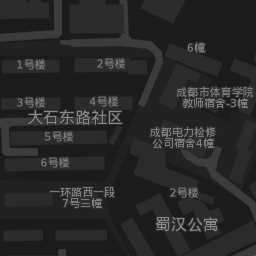 6幢
1号楼
2号楼
成都市体育学院
教师宿舍-3幢
3号楼
4号楼
大石东路社区
5号楼
成都电力检修
公司宿舍4幢
6号楼
一环路西一段
7号三幢
2号楼
蜀汉公寓